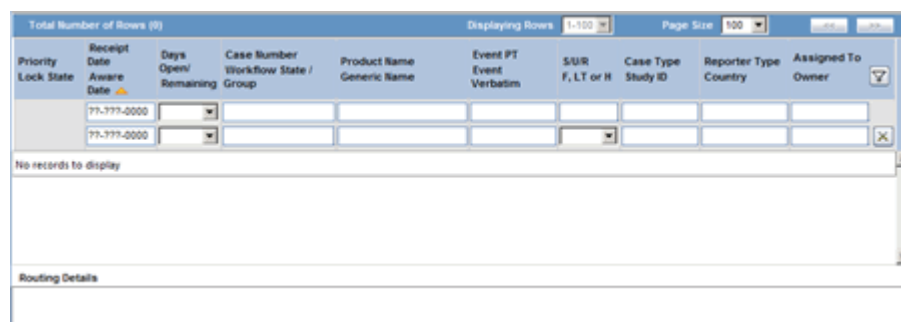 Total Number of Rows (0) Displaying Rows 1-100 Page Size 100 << >>
Priority
Lock State
Receipt
Date
Aware
Date
Days
Open/
Remaining
Case Number
Workflow State /
Group
Product Name
Generic Name
Event PT
Event
Verbatim
S/U/R
F, LT or H
Case Type
Study ID
Reporter Type
Country
Assigned To
Owner
??-???-0000
??-???-0000
No records to display
Routing Details